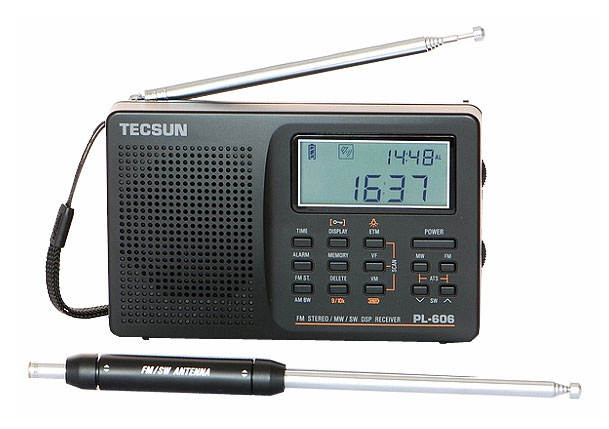 TECSUN
14:48 AL
1637
TIME DISPLAY ETM POWER
ALARM MEMORY VF SCAN MW FM
FM ST. DELETE VM ATS
AM BW 9/10k SW
FM STEREO / MW / SW DSP RECEIVER PL-606
FM/SW ANTENNA